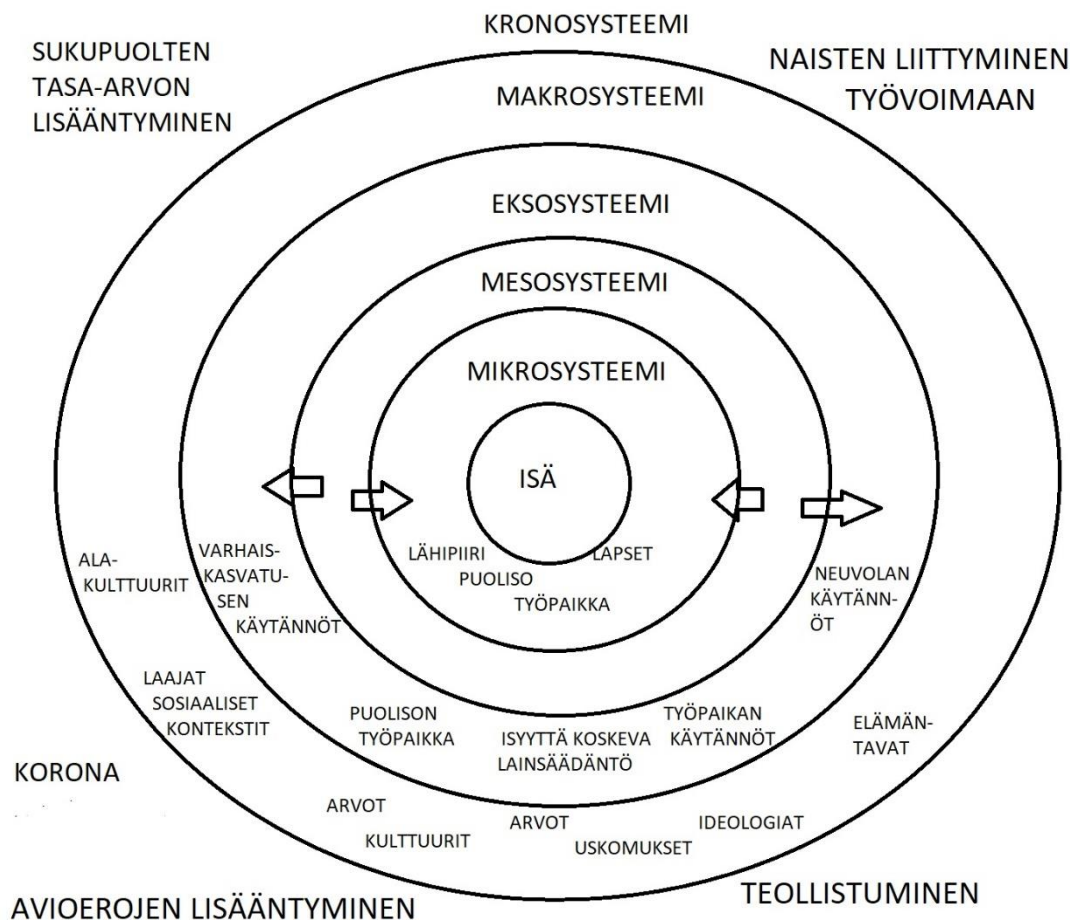 KRONOSYSTEEMI
SUKUPUOLTEN
TASA-ARVON
LISÄÄNTYMINEN
NAISTEN LIITTYMINEN
TYÖVOIMAAN
MAKROSYSTEEMI
EKSOSYSTEEMI
MESOSYSTEEMI
MIKROSYSTEEMI
ISÄ
LÄHIPIIRI
LAPSET
PUOLISO
TYÖPAIKKA
ALA-
KULTTUURIT
VARHAIS-
KASVATU-
SEN
KÄYTÄNNÖT
NEUVOLAN
KÄYTÄNN-
ÖT
LAAJAT
SOSIAALISET
KONTEKSTIT
PUOLISON
TYÖPAIKKA
ISYYTTÄ KOSKEVA
LAINSÄÄDÄNTÖ
TYÖPAIKAN
KÄYTÄNNÖT
ELÄMÄN-
TAVAT
KORONA
ARVOT
KULTTUURIT
ARVOT
USKOMUKSET
IDEOLOGIAT
AVIOEROJEN LISÄÄNTYMINEN
TEOLLISTUMINEN